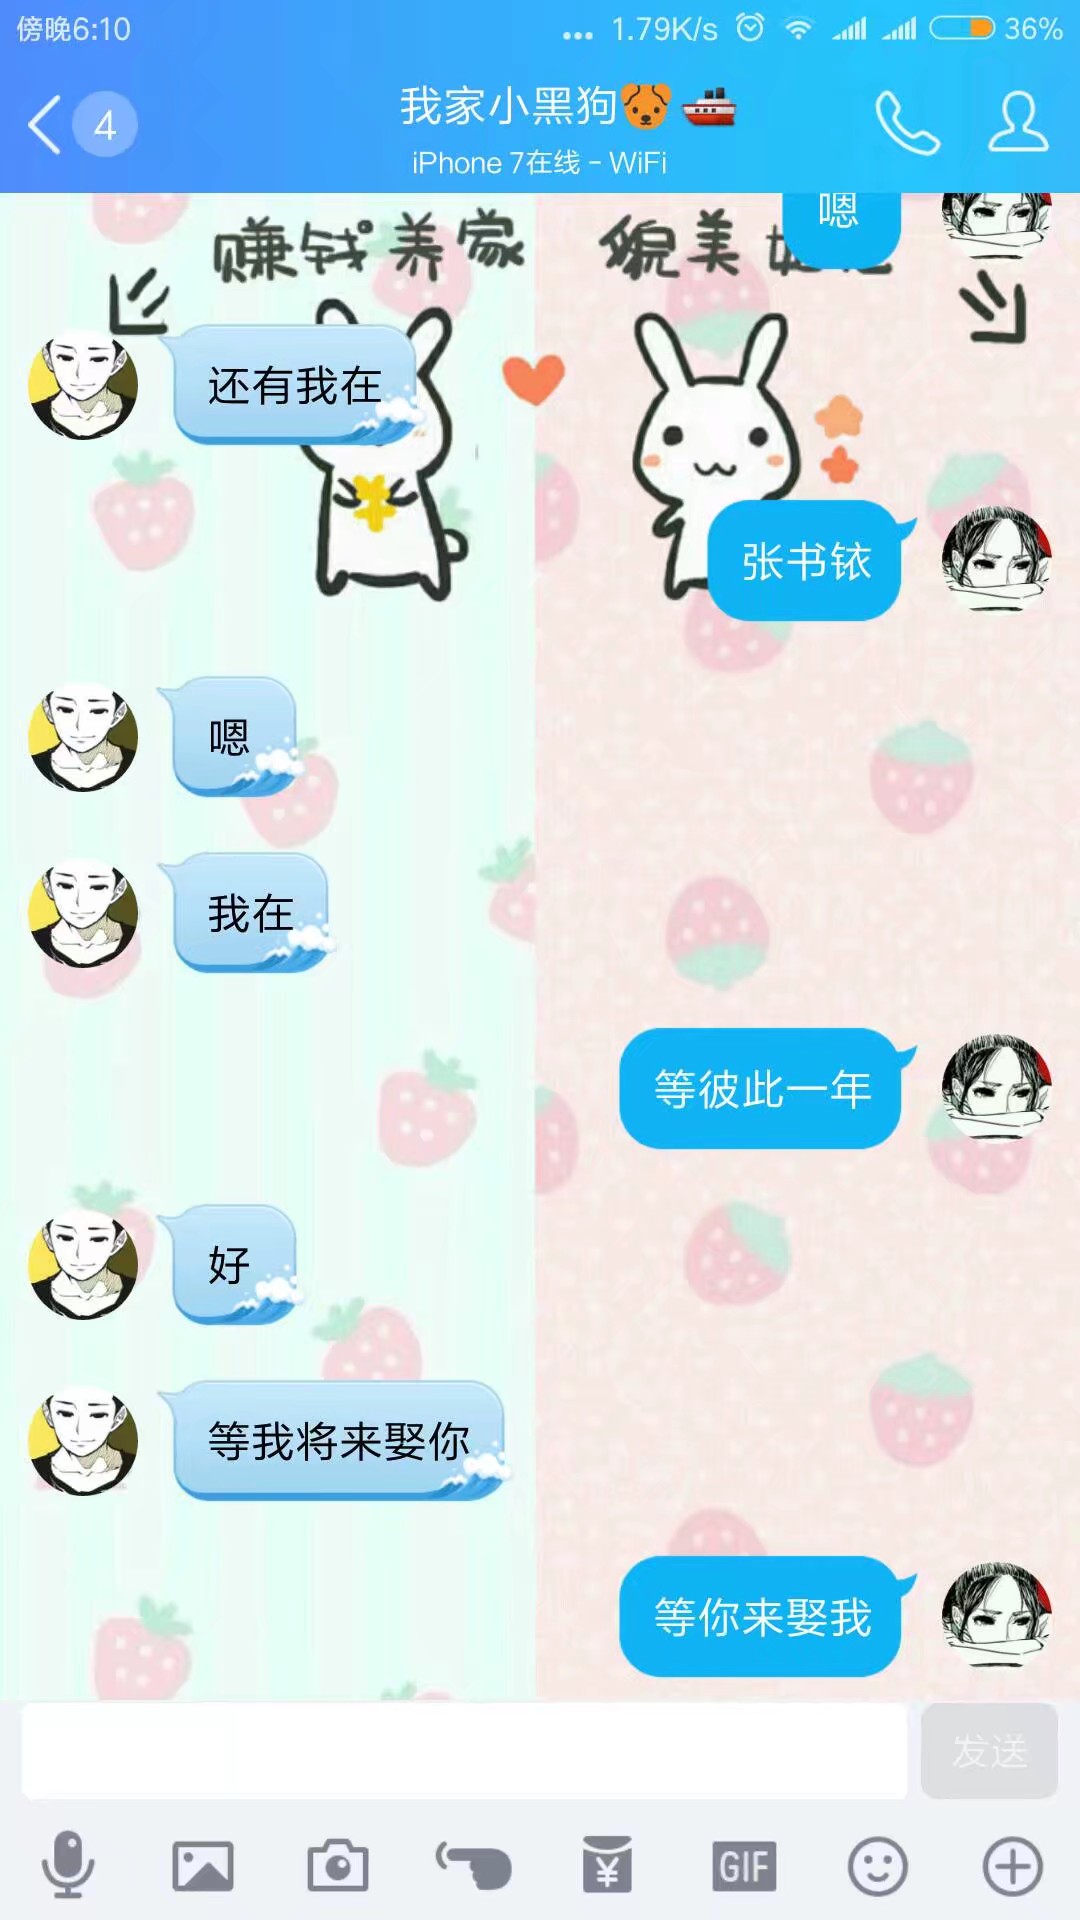 傍晚6:10
... 1.79K/s 36%
4
我家小黑狗
iPhone 7在线 - WiFi
嗯
赚钱养家
貌美如花
还有我在
张书铱
嗯
我在
等彼此一年
好
等我将来娶你
等你来娶我
发送
GIF